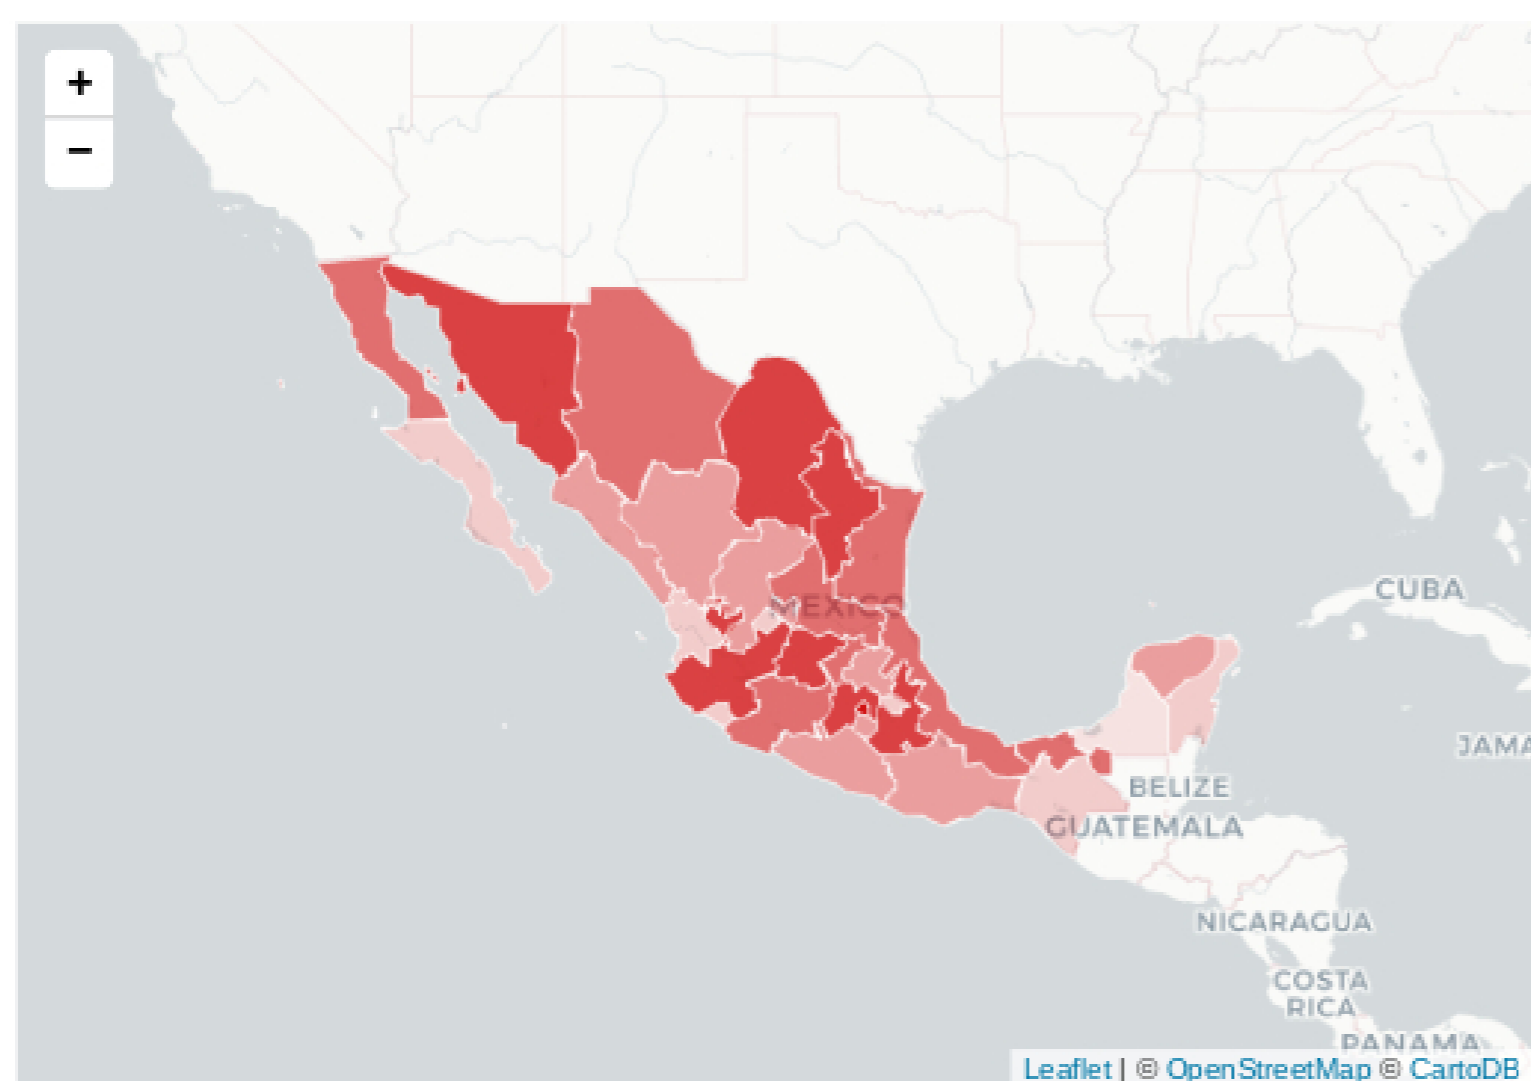 +
−
MEXICO
CUBA
JAMA
BELIZE
GUATEMALA
NICARAGUA
COSTA
RICA
PANAMA
Leaflet | © OpenStreetMap © CartoDB